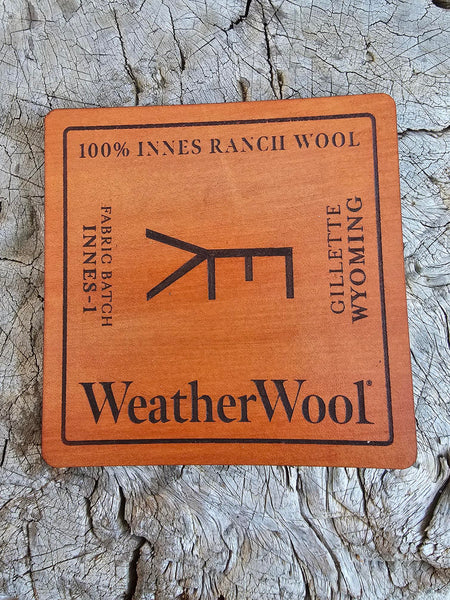 100% INNES RANCH WOOL
FABRIC BATCH
INNES-1
GILLETTE
WYOMING
WeatherWool®